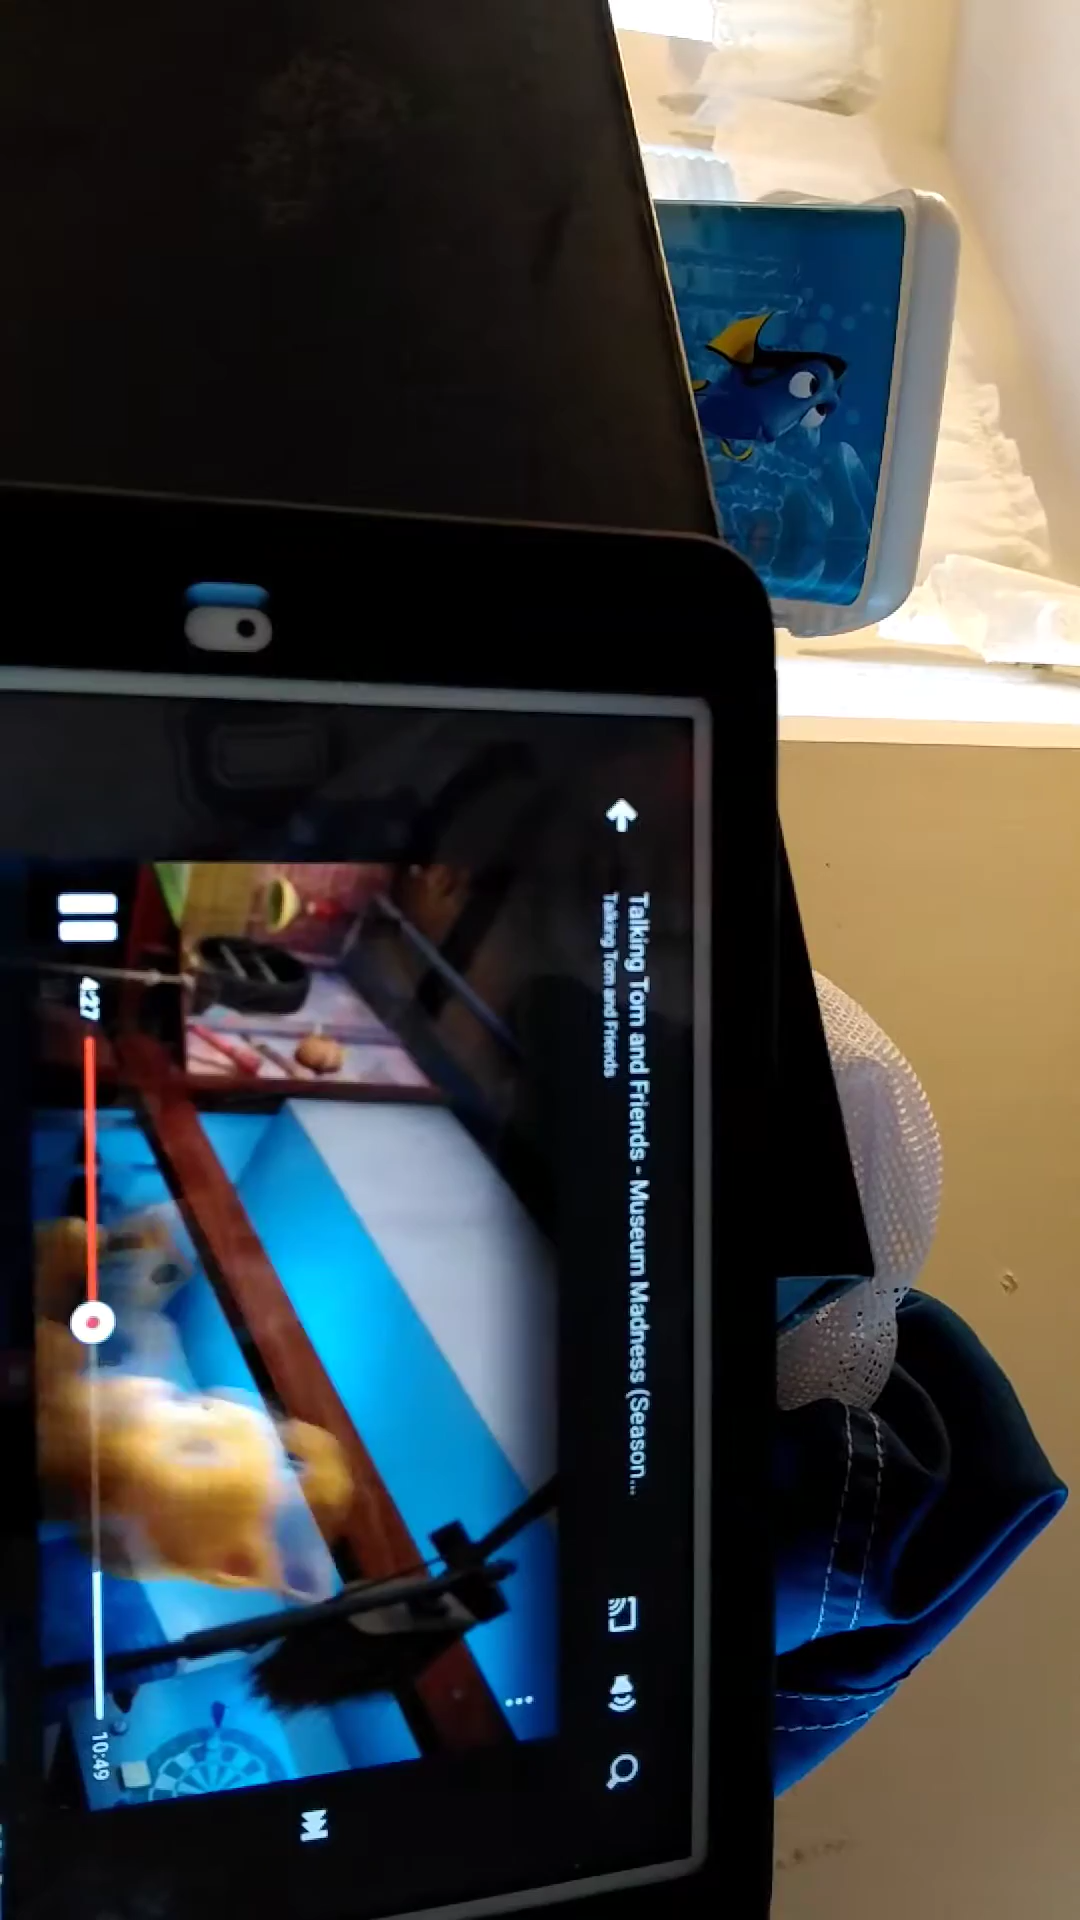 Talking Tom and Friends - Museum Madness (Season...
Talking Tom and Friends
4:27
10:49